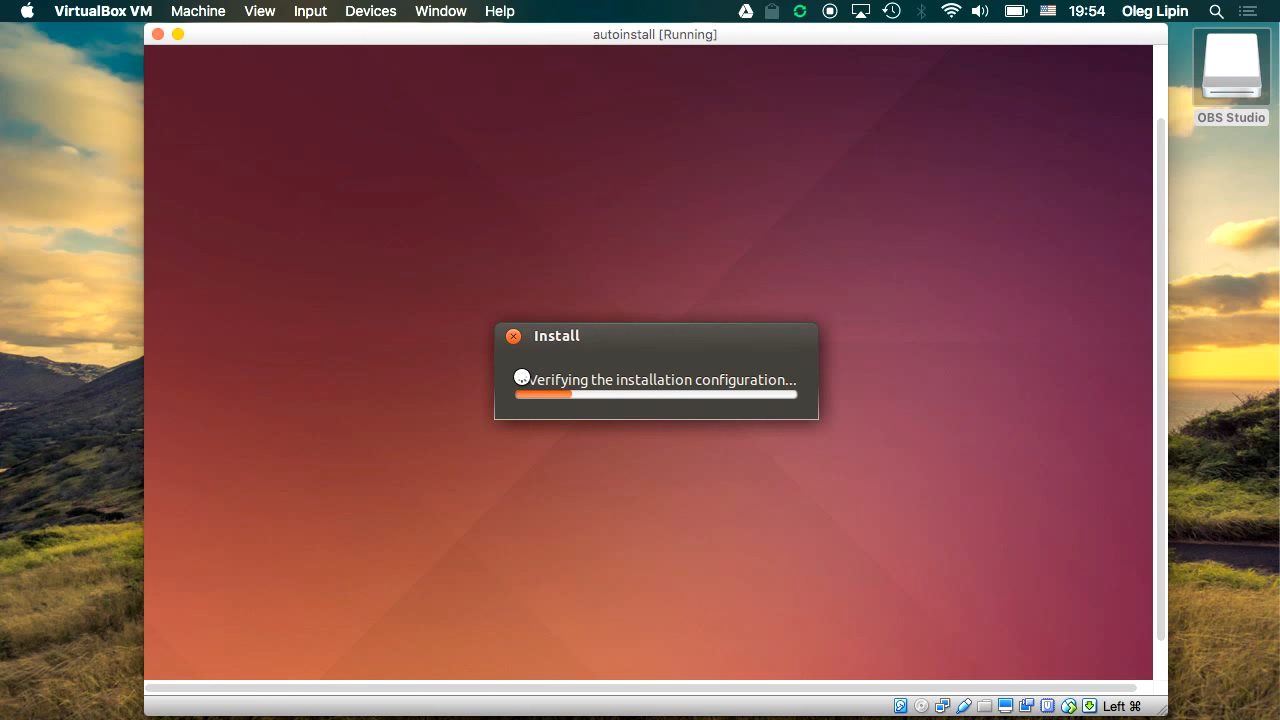 VirtualBox VM Machine View Input Devices Window Help 19:54 Oleg Lipin
autoinstall [Running]
OBS Studio
Install
Verifying the installation configuration...
Left ⌘